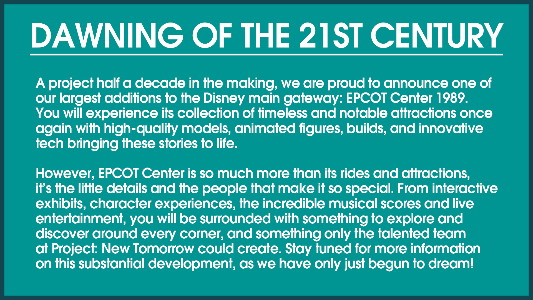 DAWNING OF THE 21ST CENTURY
A project half a decade in the making, we are proud to announce one of
our largest additions to the Disney main gateway: EPCOT Center 1989.
You will experience its collection of timeless and notable attractions once
again with high-quality models, animated figures, builds, and innovative
tech bringing these stories to life.
However, EPCOT Center is so much more than its rides and attractions,
it's the little details and the people that make it so special. From interactive
exhibits, character experiences, the incredible musical scores and live
entertainment, you will be surrounded with something to explore and
discover around every corner, and something only the talented team
at Project: New Tomorrow could create. Stay tuned for more information
on this substantial development, as we have only just begun to dream!